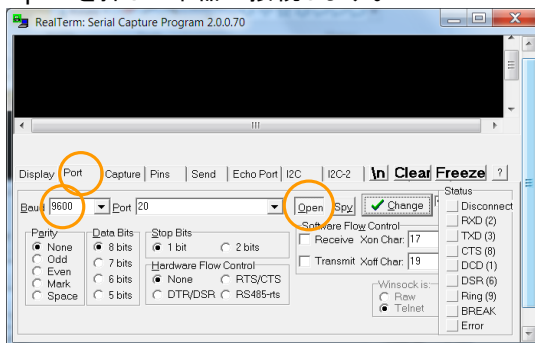 RealTerm: Serial Capture Program 2.0.0.70
Display Port Capture Pins Send Echo Port I2C I2C-2 \n Clear Freeze ?
Baud 9600 Port 20 Open Spy Change
Parity
None
Odd
Even
Mark
Space
Data Bits
8 bits
7 bits
6 bits
5 bits
Stop Bits
1 bit 2 bits
Hardware Flow Control
None RTS/CTS
DTR/DSR RS485-rts
Software Flow Control
Receive Xon Char: 17
Transmit Xoff Char: 19
Winsock is:
Raw
Telnet
Status
Disconnect
RXD (2)
TXD (3)
CTS (8)
DCD (1)
DSR (6)
Ring (9)
BREAK
Error